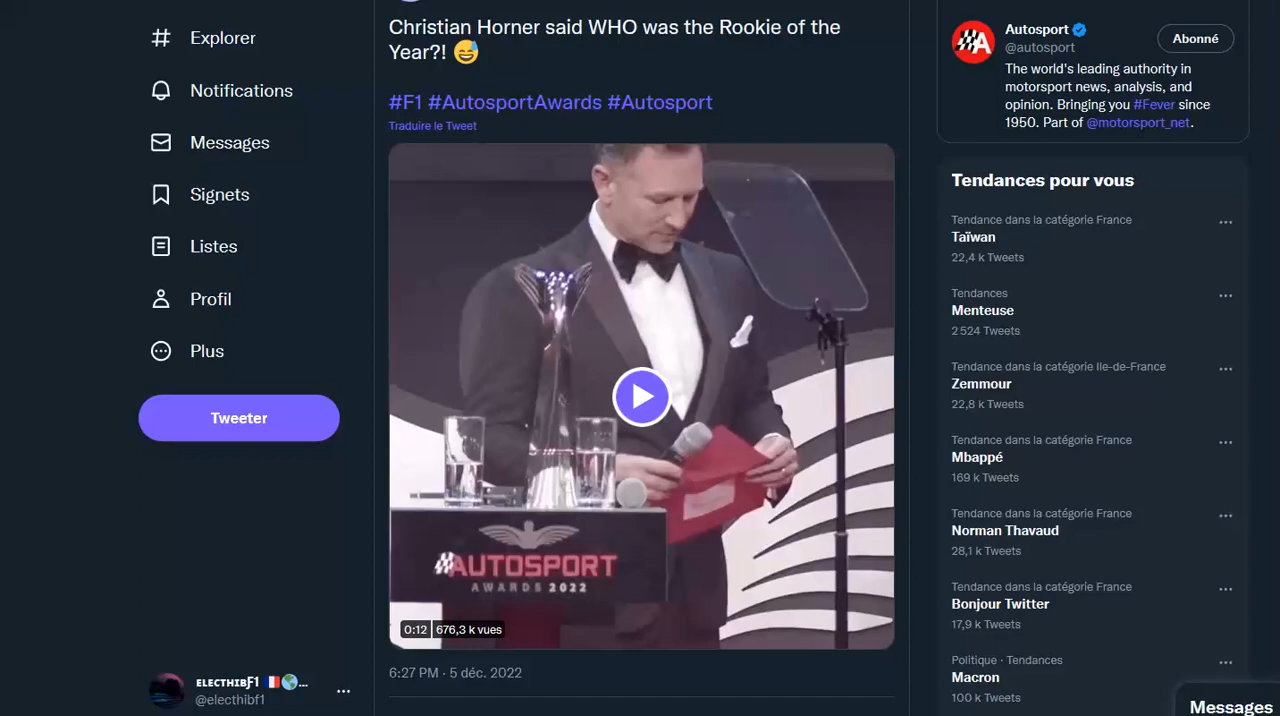 Explorer
Notifications
Messages
Signets
Listes
Profil
Plus
Tweeter
ELECTHIBF1 🇫🇷🌎...
@electhibf1
Christian Horner said WHO was the Rookie of the
Year?! 😅
#F1 #AutosportAwards #Autosport
Traduire le Tweet
AUTOSPORT
AWARDS 2022
0:12 676,3 k vues
6:27 PM · 5 déc. 2022
Autosport
@autosport
Abonné
The world's leading authority in
motorsport news, analysis, and
opinion. Bringing you #Fever since
1950. Part of @motorsport_net.
Tendances pour vous
Tendance dans la catégorie France
Taïwan
22,4 k Tweets
Tendances
Menteuse
2 524 Tweets
Tendance dans la catégorie Ile-de-France
Zemmour
22,8 k Tweets
Tendance dans la catégorie France
Mbappé
169 k Tweets
Tendance dans la catégorie France
Norman Thavaud
28,1 k Tweets
Tendance dans la catégorie France
Bonjour Twitter
17,9 k Tweets
Politique · Tendances
Macron
100 k Tweets
Messages